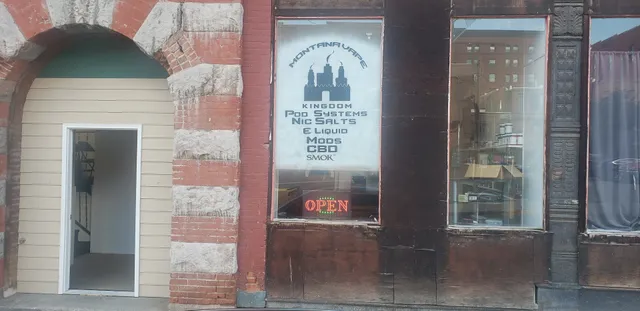 MONTANA VAPE
KINGDOM
POD SYSTEMS
NIC SALTS
E LIQUID
MODS
CBD
SMOK
OPEN